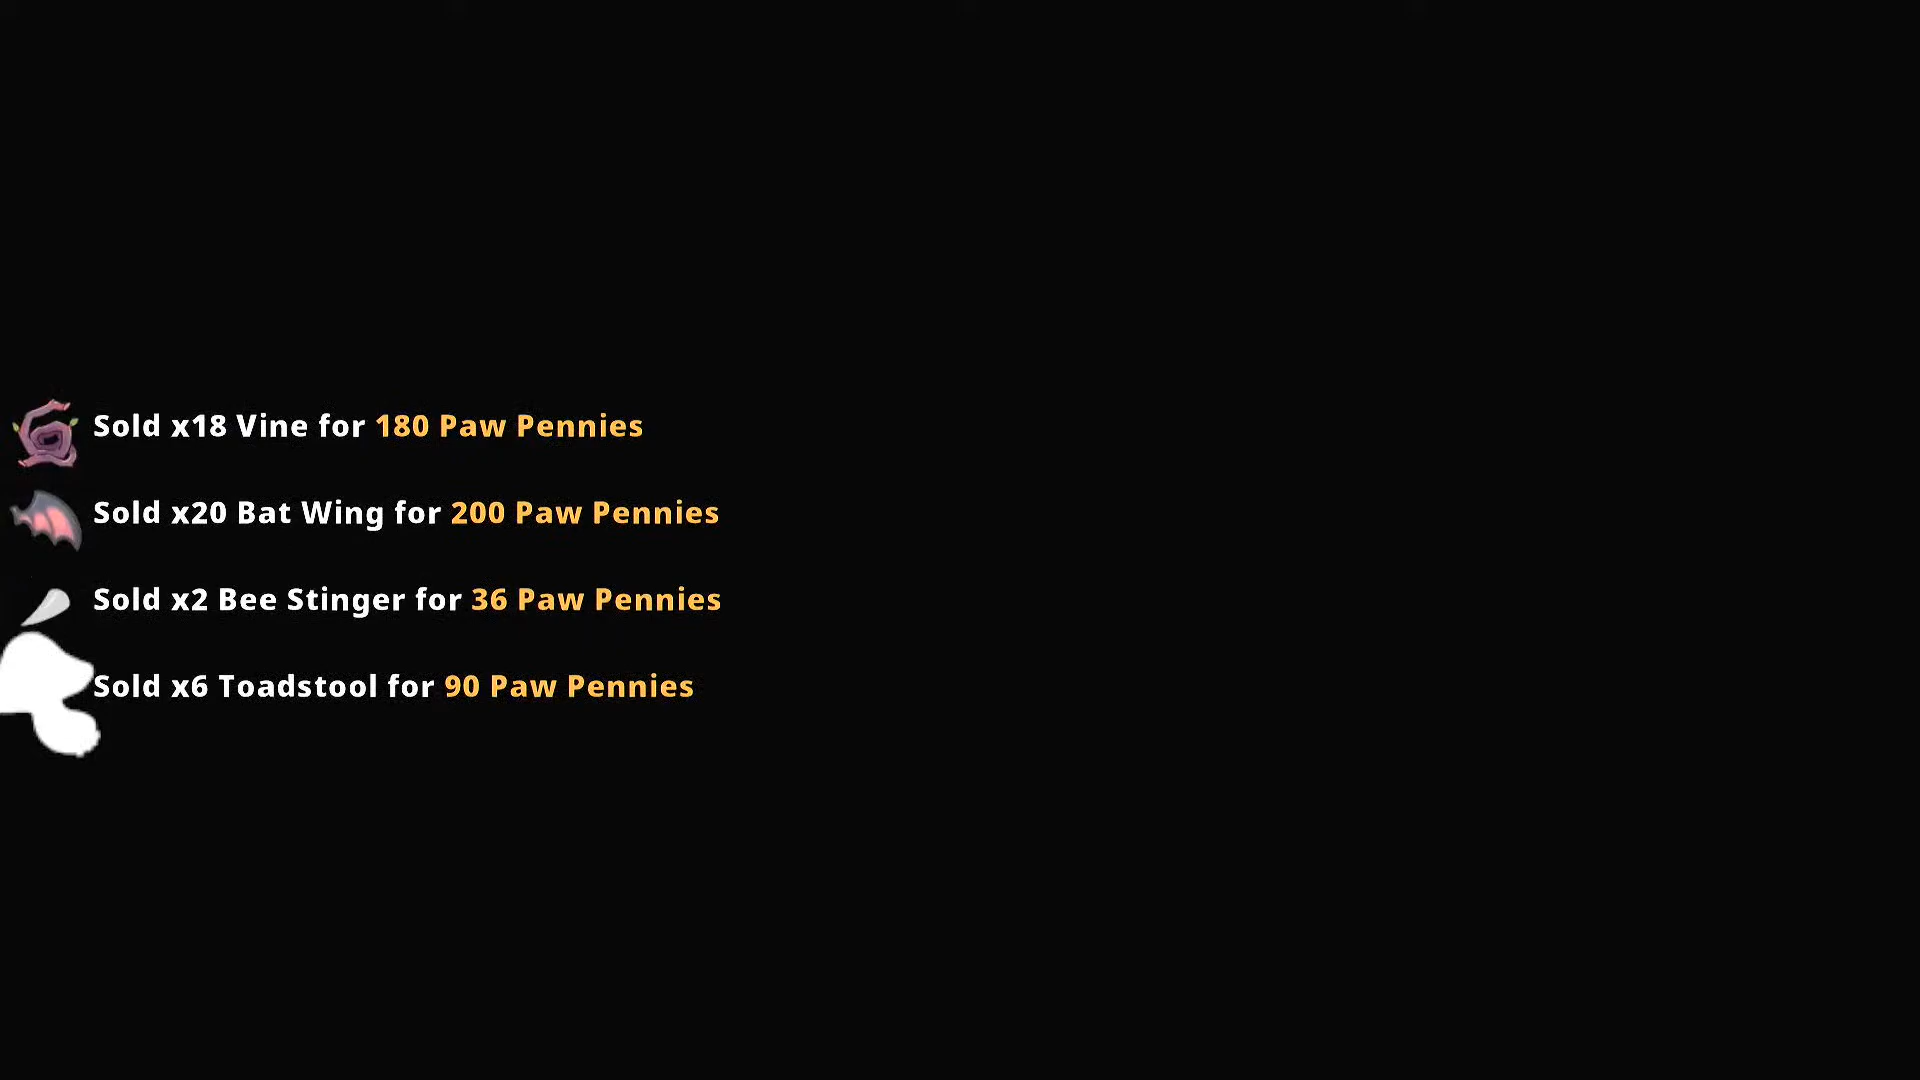 Sold x18 Vine for 180 Paw Pennies
Sold x20 Bat Wing for 200 Paw Pennies
Sold x2 Bee Stinger for 36 Paw Pennies
Sold x6 Toadstool for 90 Paw Pennies